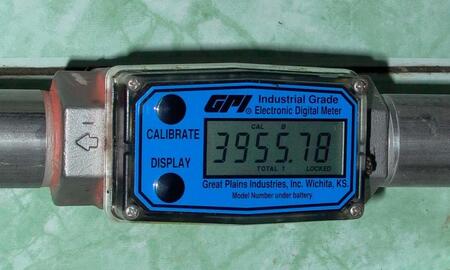 GPI® Industrial Grade
Electronic Digital Meter
CALIBRATE
DISPLAY
CAL B
3955.78
TOTAL 1 LOCKED
Great Plains Industries, Inc. Wichita, KS.
Model Number under battery.